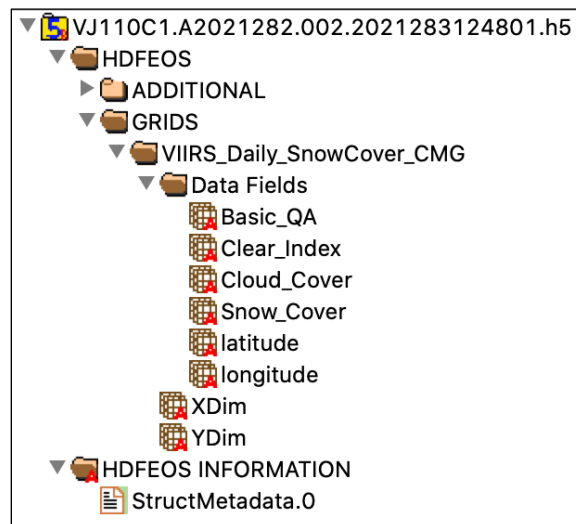 VJ110C1.A2021282.002.2021283124801.h5
HDFEOS
ADDITIONAL
GRIDS
VIIRS_Daily_SnowCover_CMG
Data Fields
Basic_QA
Clear_Index
Cloud_Cover
Snow_Cover
latitude
longitude
XDim
YDim
HDFEOS INFORMATION
StructMetadata.0